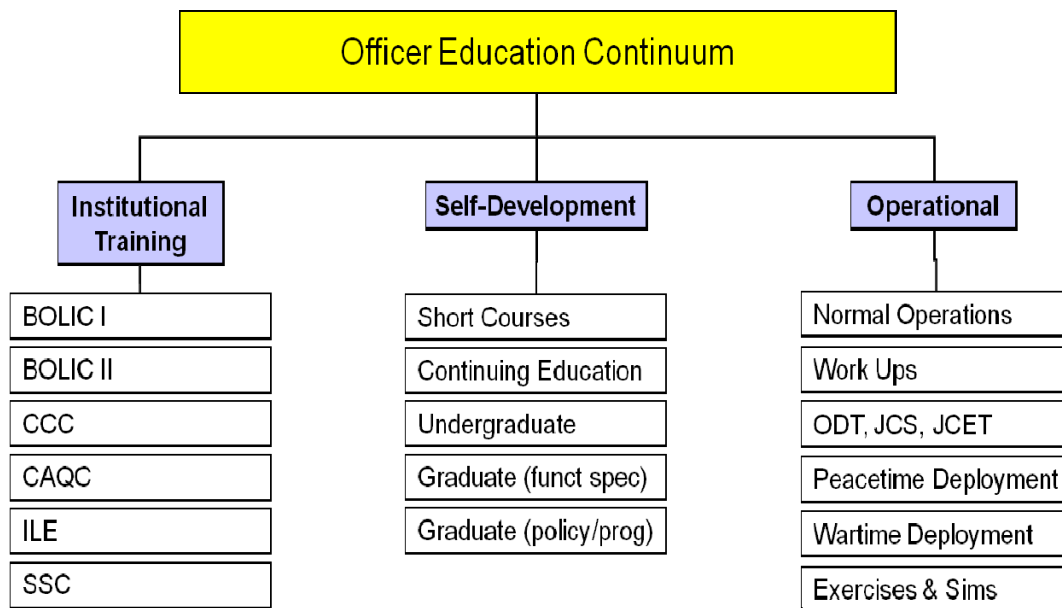 Officer Education Continuum
Institutional
Training
BOLIC I
BOLIC II
CCC
CAQC
ILE
SSC
Self-Development
Short Courses
Continuing Education
Undergraduate
Graduate (funct spec)
Graduate (policy/prog)
Operational
Normal Operations
Work Ups
ODT, JCS, JCET
Peacetime Deployment
Wartime Deployment
Exercises & Sims